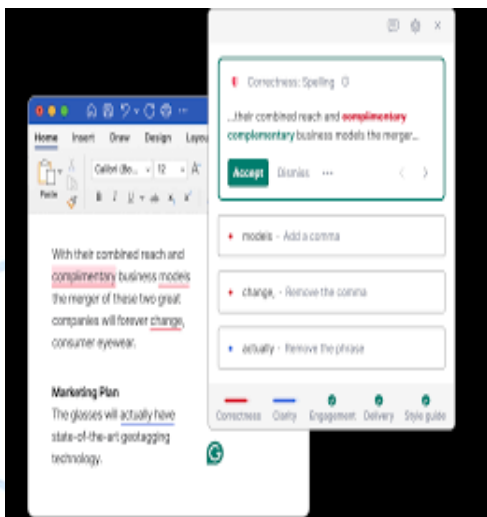 Correctness: Spelling
...their combined reach and complimentary
complementary business models the merger...
Accept Dismiss ...
models - Add a comma
change, - Remove the comma
actually - Remove the phrase
Correctness Clarity Engagement Delivery Style guide
Home Insert Draw Design Layou
Calibri (Bo... 12
Paste B I U
With their combined reach and
complimentary business models
the merger of these two great
companies will forever change,
consumer eyewear.
Marketing Plan
The glasses will actually have
state-of-the-art geotagging
technology.